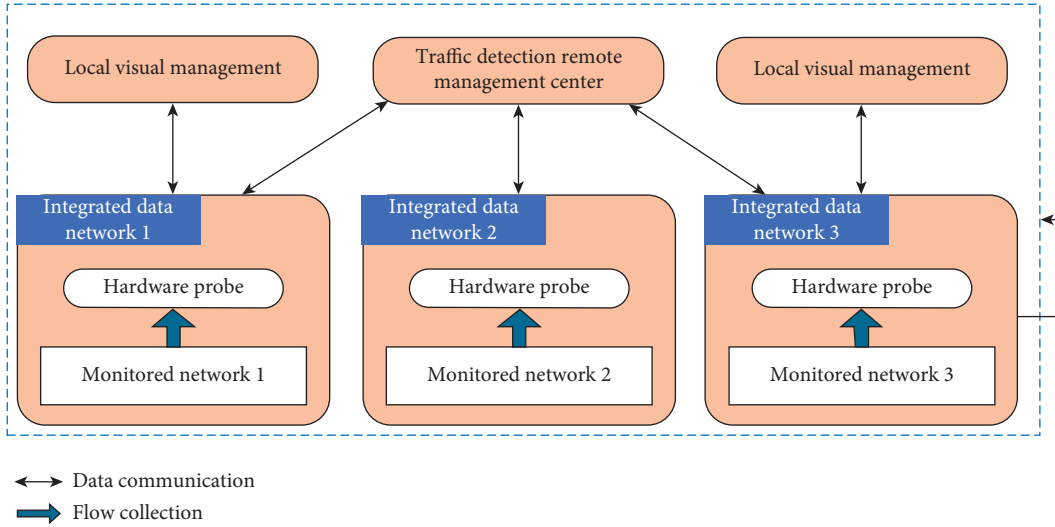 Local visual management
Traffic detection remote
management center
Local visual management
Integrated data
network 1
Integrated data
network 2
Integrated data
network 3
Hardware probe
Hardware probe
Hardware probe
Monitored network 1
Monitored network 2
Monitored network 3
Data communication
Flow collection